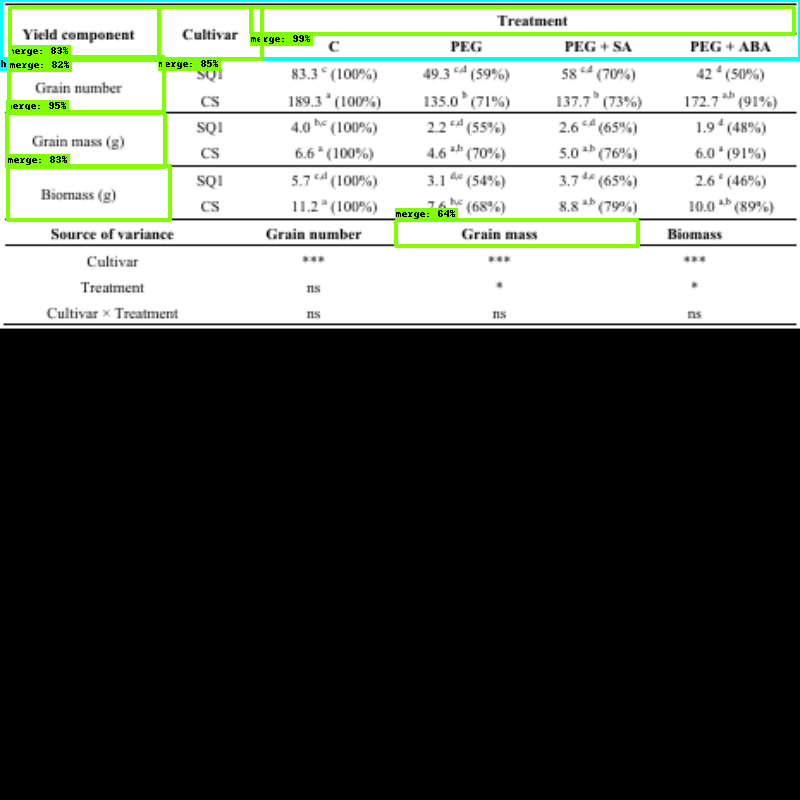 Treatment
Yield component Cultivar
merge: 99%
C PEG PEG + SA PEG + ABA
merge: 83%
merge: 82% merge: 85%
SQ1 83.3 c (100%) 49.3 c,d (59%) 58 c,d (70%) 42 d (50%)
Grain number
CS 189.3 a (100%) 135.0 b (71%) 137.7 b (73%) 172.7 a,b (91%)
merge: 95%
SQ1 4.0 b,c (100%) 2.2 c,d (55%) 2.6 c,d (65%) 1.9 d (48%)
Grain mass (g)
CS 6.6 a (100%) 4.6 a,b (70%) 5.0 a,b (76%) 6.0 a (91%)
merge: 83%
SQ1 5.7 c,d (100%) 3.1 d,e (54%) 3.7 d,e (65%) 2.6 e (46%)
Biomass (g)
CS 11.2 a (100%) 7.6 b,c (68%) 8.8 a,b (79%) 10.0 a,b (89%)
merge: 64%
Source of variance Grain number Grain mass Biomass
Cultivar *** *** ***
Treatment ns * *
Cultivar × Treatment ns ns ns